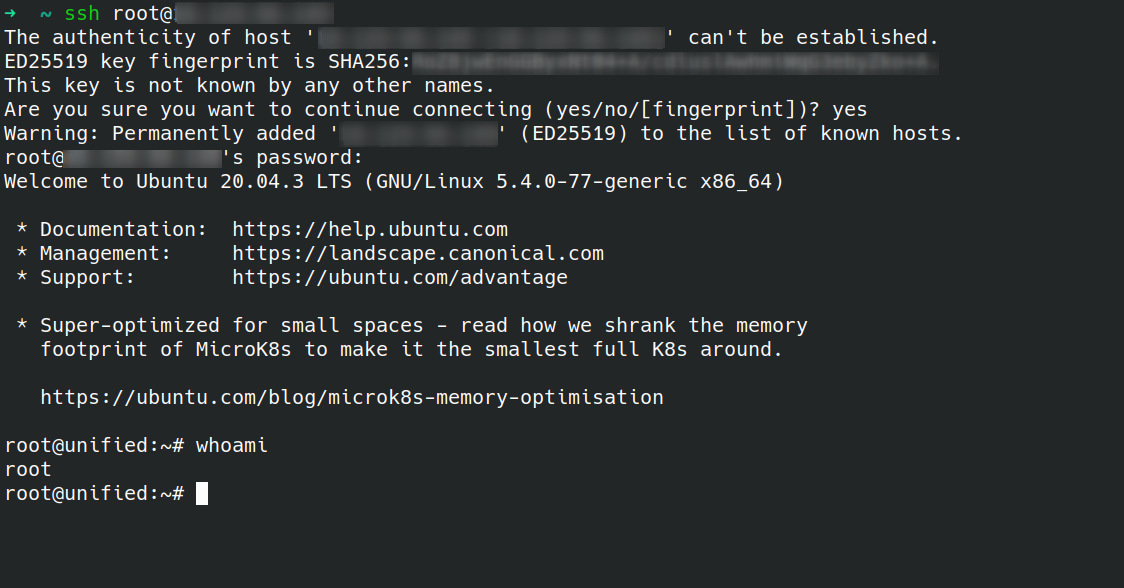 → ~ ssh root@
The authenticity of host '' can't be established.
ED25519 key fingerprint is SHA256:
This key is not known by any other names.
Are you sure you want to continue connecting (yes/no/[fingerprint])? yes
Warning: Permanently added '' (ED25519) to the list of known hosts.
root@'s password:
Welcome to Ubuntu 20.04.3 LTS (GNU/Linux 5.4.0-77-generic x86_64)
* Documentation: https://help.ubuntu.com
* Management: https://landscape.canonical.com
* Support: https://ubuntu.com/advantage
* Super-optimized for small spaces - read how we shrank the memory
footprint of MicroK8s to make it the smallest full K8s around.
https://ubuntu.com/blog/microk8s-memory-optimisation
root@unified:~# whoami
root
root@unified:~#